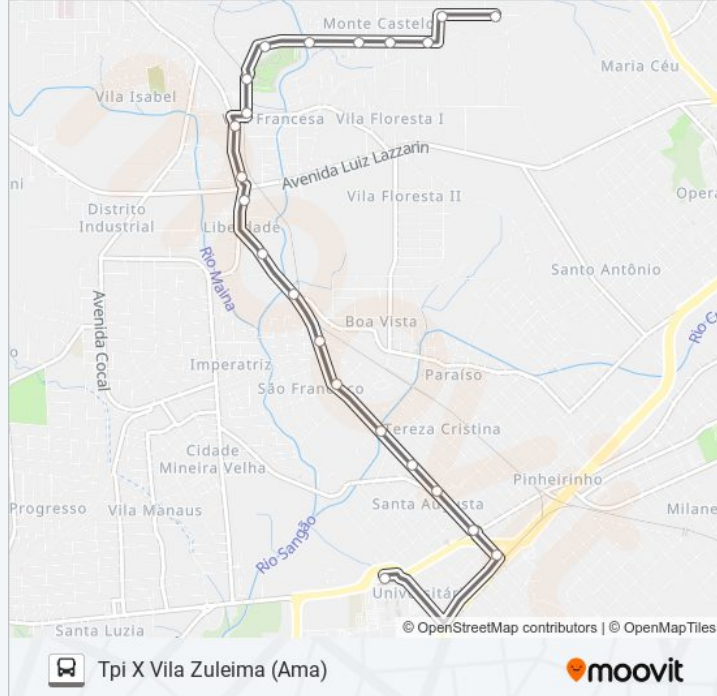 Monte Castelo
Maria Céu
Vila Isabel
Francesa
Vila Floresta I
Avenida Luiz Lazzarin
ni
Vila Floresta II
Opera
Distrito
Industrial
Liberdade
Rio Maina
Santo Antônio
Avenida Cocal
Rio C
Boa Vista
o
Imperatriz
Paraíso
São Francisco
Tereza Cristina
Cidade
Mineira Velha
Pinheirinho
Progresso
Vila Manaus
Santa Augusta
Milane
Rio Sangão
Universitár
Santa Luzia
© OpenStreetMap contributors | © OpenMapTiles
Tpi X Vila Zuleima (Ama)
moovit